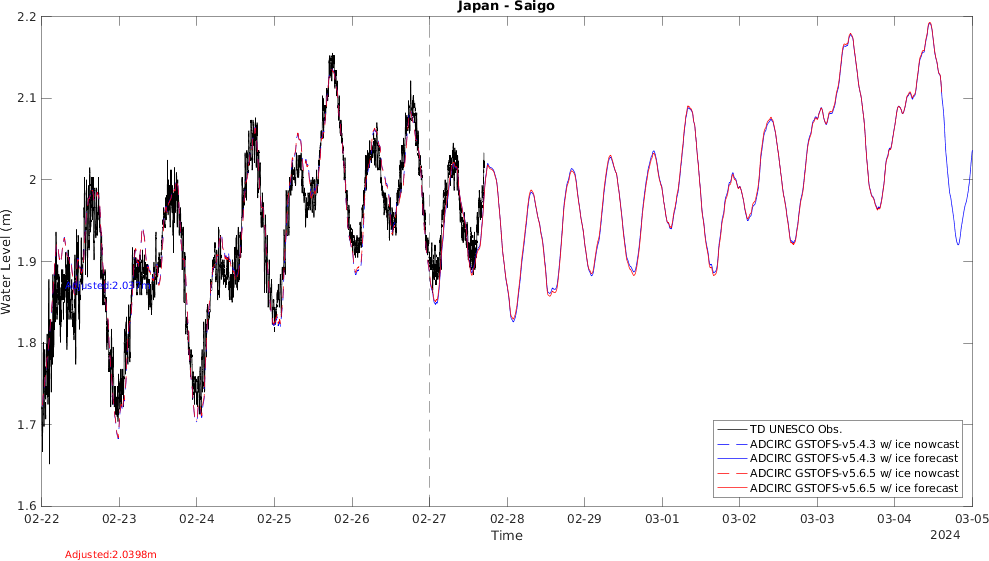 Japan - Saigo
2.2
2.1
2
1.9
1.8
1.7
1.6
Water Level (m)
02-22
02-23
02-24
02-25
02-26
02-27
02-28
02-29
03-01
03-02
03-03
03-04
03-05
Time
2024
TD UNESCO Obs.
ADCIRC GSTOFS-v5.4.3 w/ ice nowcast
ADCIRC GSTOFS-v5.4.3 w/ ice forecast
ADCIRC GSTOFS-v5.6.5 w/ ice nowcast
ADCIRC GSTOFS-v5.6.5 w/ ice forecast
Adjusted:2.0398m